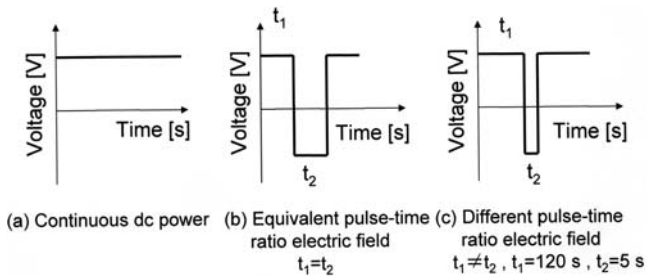 Voltage [V]
Time [s]
t₁
Voltage [V]
Time [s]
t₂
t₁
Voltage [V]
Time [s]
t₂
(a) Continuous dc power
(b) Equivalent pulse-time
ratio electric field
t₁=t₂
(c) Different pulse-time
ratio electric field
t₁≠t₂ , t₁=120 s , t₂=5 s